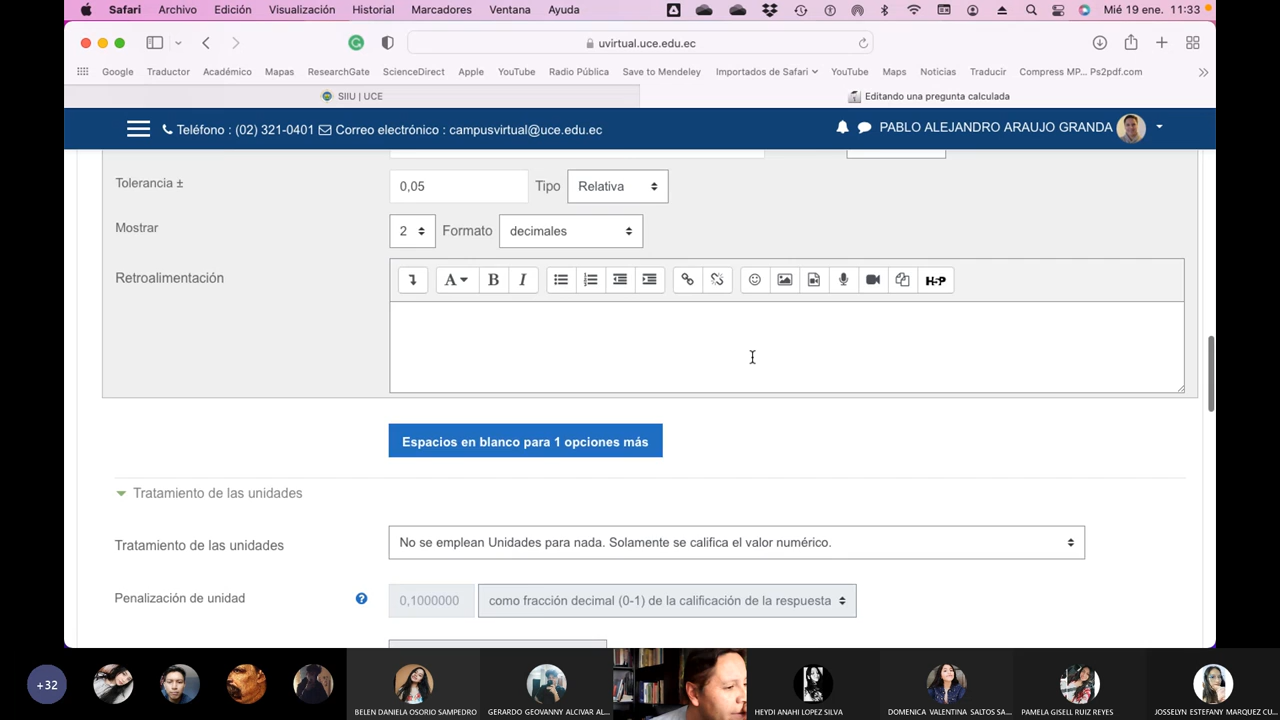 Safari Archivo Edición Visualización Historial Marcadores Ventana Ayuda Mié 19 ene. 11:33
uvirtual.uce.edu.ec
Google Traductor Académico Mapas ResearchGate ScienceDirect Apple YouTube Radio Pública Save to Mendeley Importados de Safari YouTube Maps Noticias Traducir Compress MP... Ps2pdf.com
SIIU | UCE Editando una pregunta calculada
Teléfono : (02) 321-0401 Correo electrónico : campusvirtual@uce.edu.ec PABLO ALEJANDRO ARAUJO GRANDA
Tolerancia ± 0,05 Tipo Relativa
Mostrar 2 Formato decimales
Retroalimentación A B I H-P
Espacios en blanco para 1 opciones más
Tratamiento de las unidades
Tratamiento de las unidades No se emplean Unidades para nada. Solamente se califica el valor numérico.
Penalización de unidad ? 0,1000000 como fracción decimal (0-1) de la calificación de la respuesta
+32
BELEN DANIELA OSORIO SAMPEDRO GERARDO GEOVANNY ALCIVAR AL... HEYDI ANAHI LOPEZ SILVA DOMENICA VALENTINA SALTOS SA... PAMELA GISELL RUIZ REYES JOSSELYN ESTEFANY MARQUEZ CU...